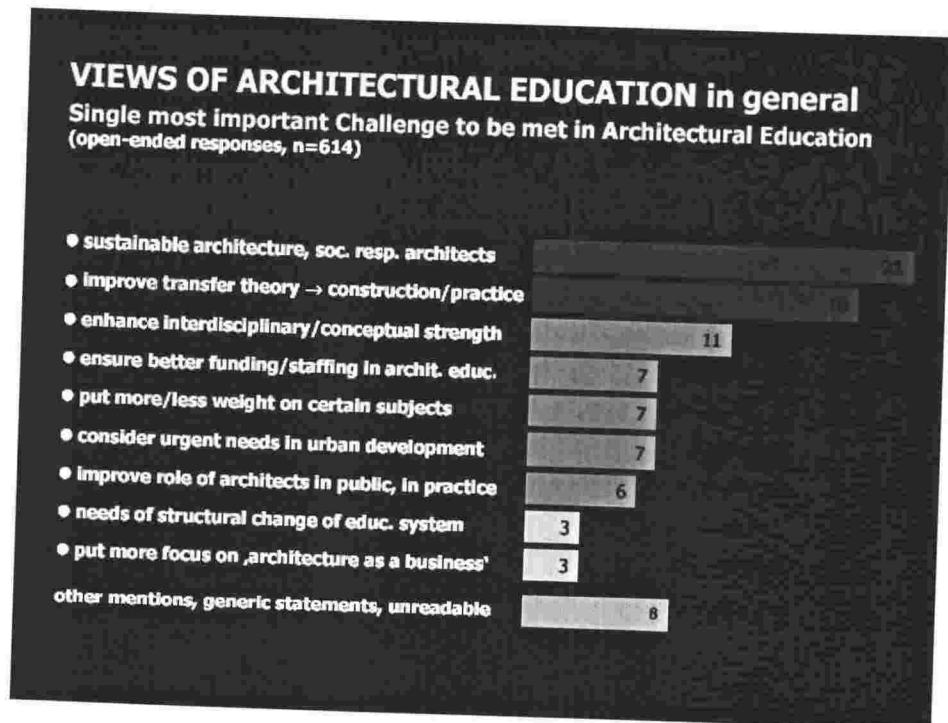 VIEWS OF ARCHITECTURAL EDUCATION in general
Single most important Challenge to be met in Architectural Education
(open-ended responses, n=614)
● sustainable architecture, soc. resp. architects 21
● improve transfer theory → construction/practice 18
● enhance interdisciplinary/conceptual strength 11
● ensure better funding/staffing in archit. educ. 7
● put more/less weight on certain subjects 7
● consider urgent needs in urban development 7
● improve role of architects in public, in practice 6
● needs of structural change of educ. system 3
● put more focus on ‚architecture as a business' 3
other mentions, generic statements, unreadable 8